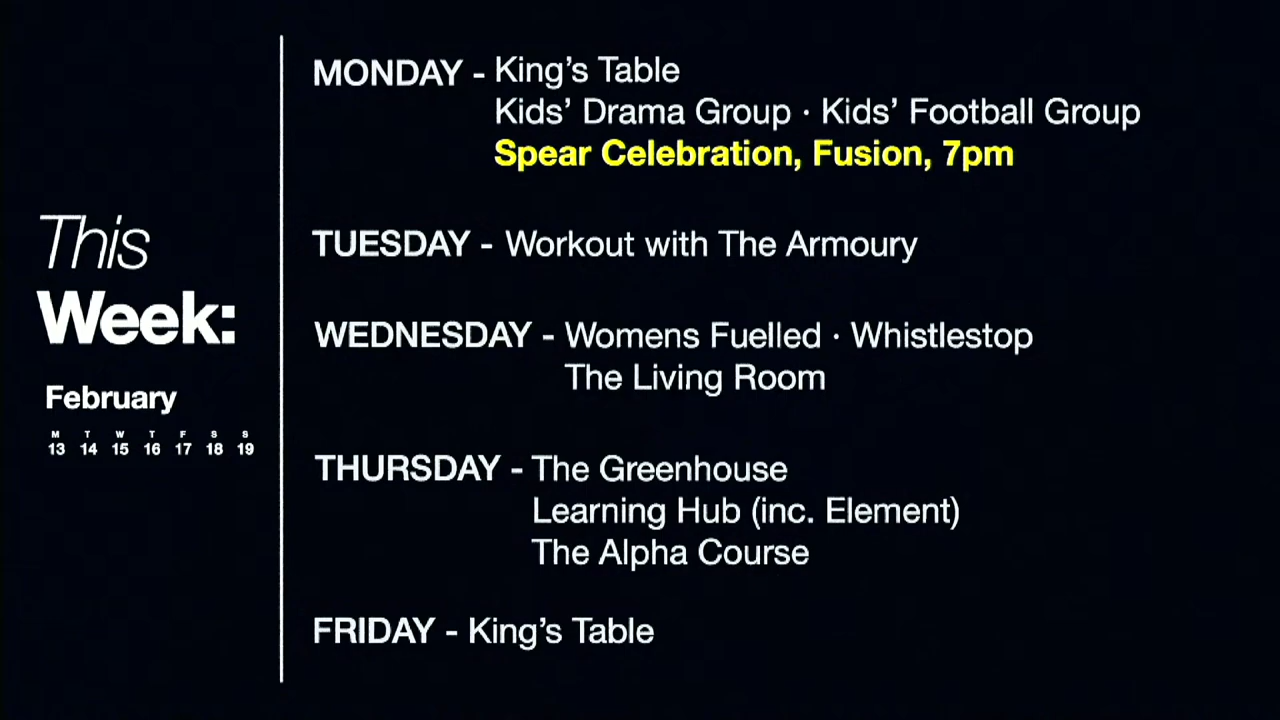 This
Week:
February
M T W T F S S
13 14 15 16 17 18 19
MONDAY - King's Table
Kids' Drama Group · Kids' Football Group
Spear Celebration, Fusion, 7pm
TUESDAY - Workout with The Armoury
WEDNESDAY - Womens Fuelled · Whistlestop
The Living Room
THURSDAY - The Greenhouse
Learning Hub (inc. Element)
The Alpha Course
FRIDAY - King's Table